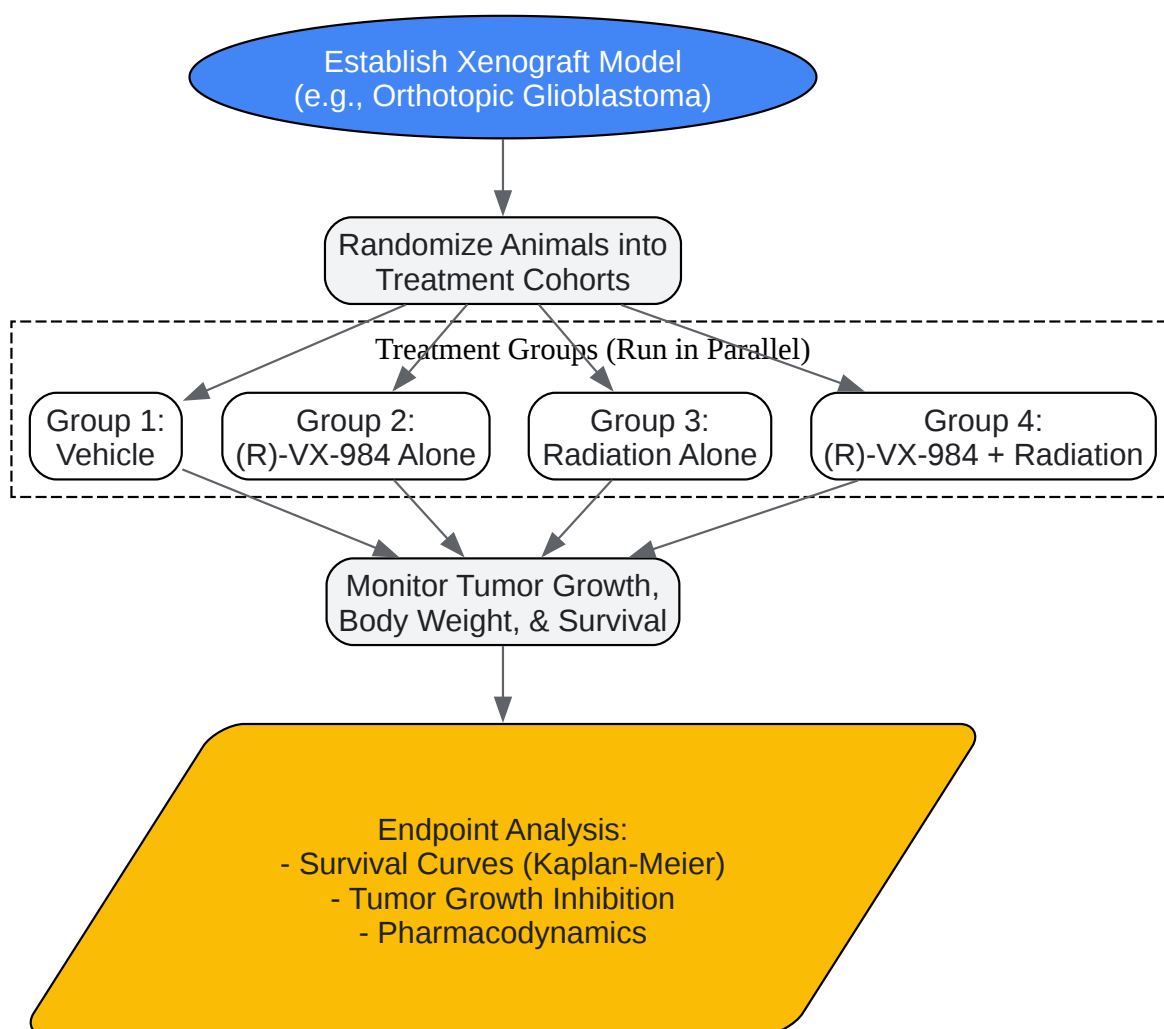 Establish Xenograft Model
(e.g., Orthotopic Glioblastoma)
Randomize Animals into
Treatment Cohorts
Treatment Groups (Run in Parallel)
Group 1:
Vehicle
Group 2:
(R)-VX-984 Alone
Group 3:
Radiation Alone
Group 4:
(R)-VX-984 + Radiation
Monitor Tumor Growth,
Body Weight, & Survival
Endpoint Analysis:
- Survival Curves (Kaplan-Meier)
- Tumor Growth Inhibition
- Pharmacodynamics